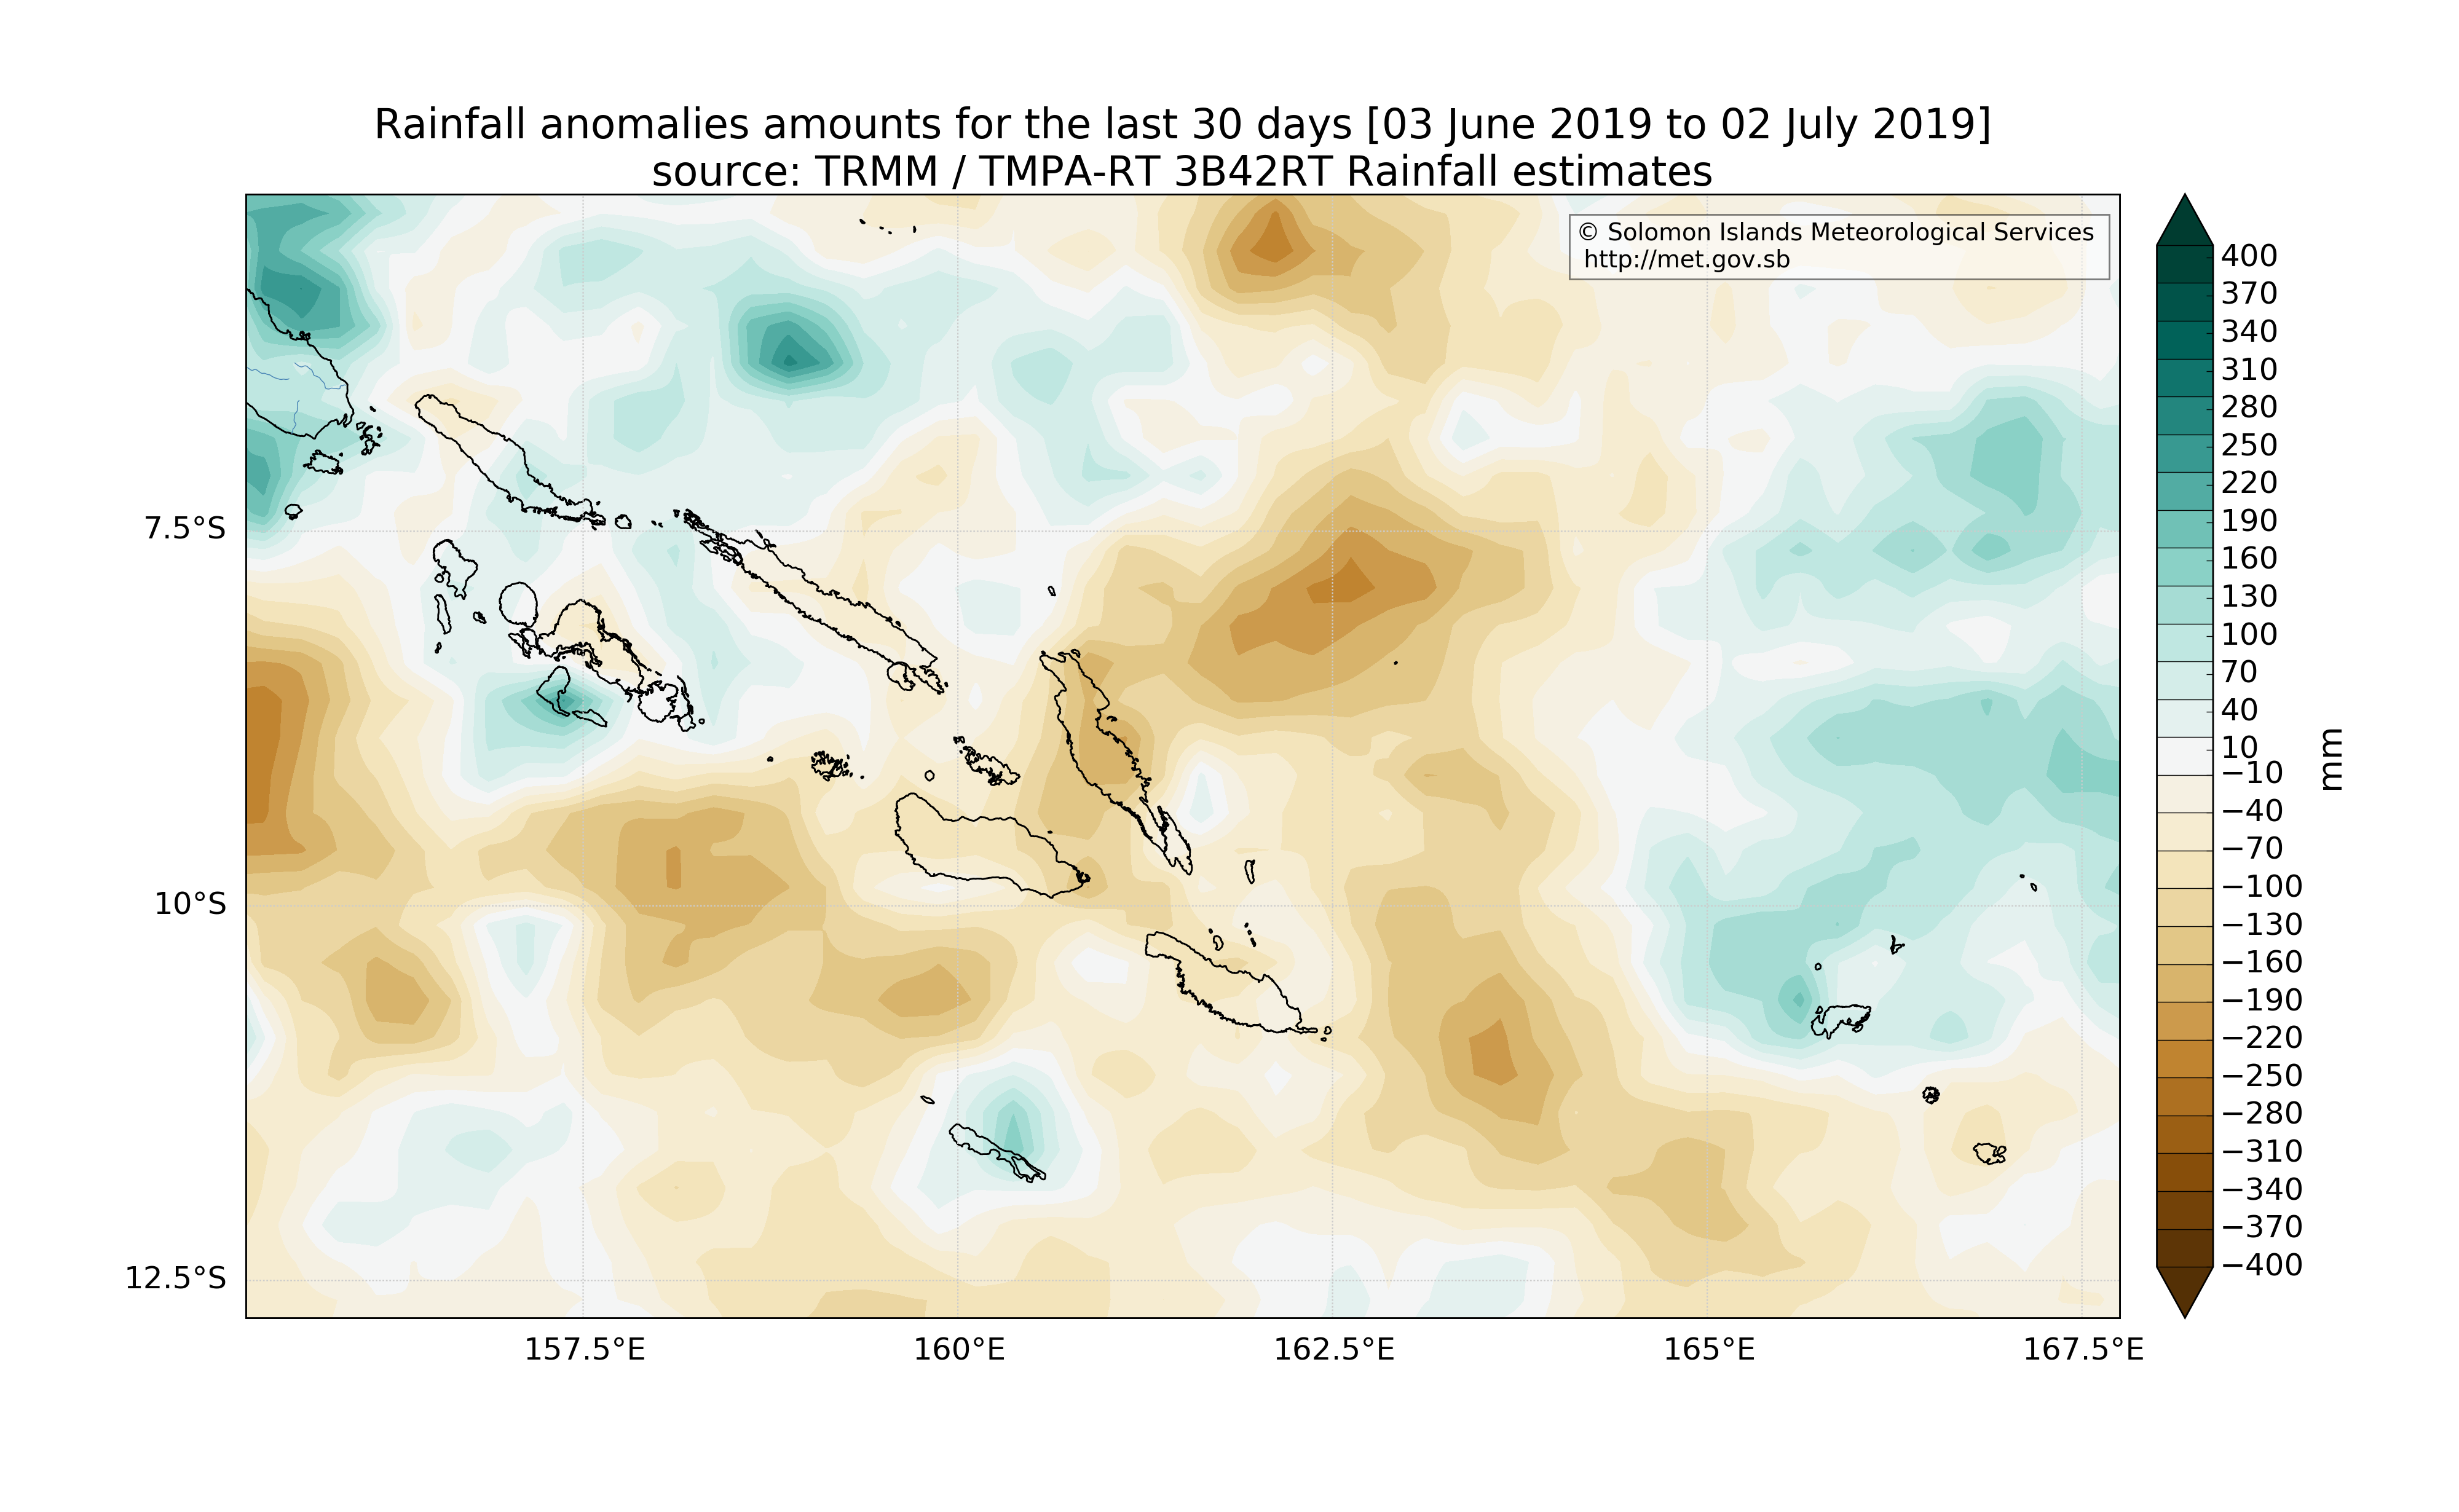 Rainfall anomalies amounts for the last 30 days [03 June 2019 to 02 July 2019]
source: TRMM / TMPA-RT 3B42RT Rainfall estimates
© Solomon Islands Meteorological Services
http://met.gov.sb
7.5°S
10°S
12.5°S
157.5°E
160°E
162.5°E
165°E
167.5°E
400
370
340
310
280
250
220
190
160
130
100
70
40
10
−10
−40
−70
−100
−130
−160
−190
−220
−250
−280
−310
−340
−370
−400
mm